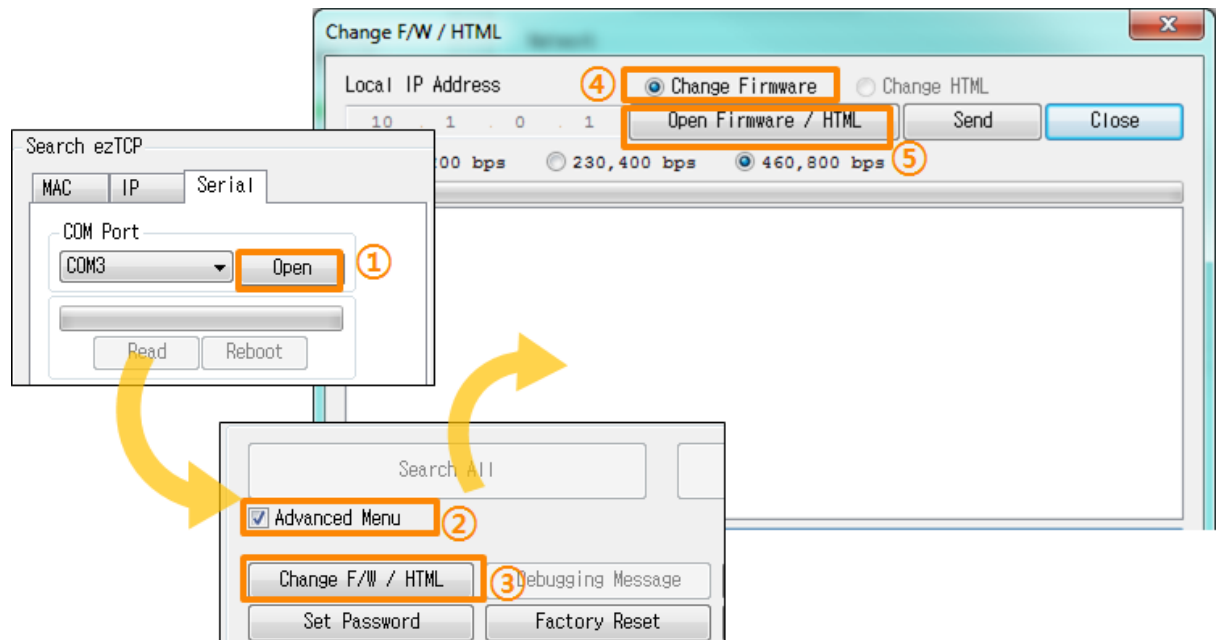 Change F/W / HTML
Local IP Address
④
Change Firmware
Change HTML
10 . 1 . 0 . 1
Open Firmware / HTML
Send
Close
00 bps
230,400 bps
460,800 bps
⑤
Search ezTCP
MAC
IP
Serial
COM Port
COM3
Open
①
Read
Reboot
Search All
Advanced Menu
②
Change F/W / HTML
③
Debugging Message
Set Password
Factory Reset